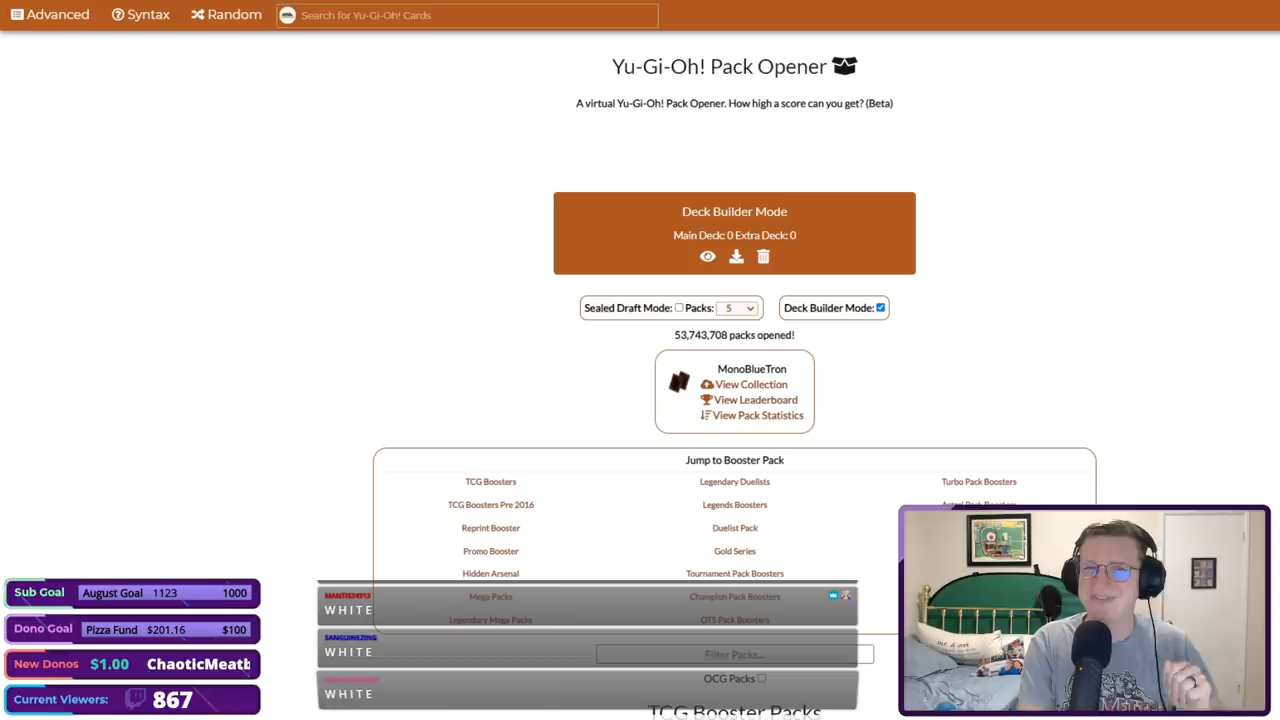 Advanced Syntax Random Search for Yu-Gi-Oh! Cards
Yu-Gi-Oh! Pack Opener
A virtual Yu-Gi-Oh! Pack Opener. How high a score can you get? (Beta)
Deck Builder Mode
Main Deck: 0 Extra Deck: 0
Sealed Draft Mode: Packs: 5 Deck Builder Mode:
53,743,708 packs opened!
MonoBlueTron
View Collection
View Leaderboard
View Pack Statistics
Jump to Booster Pack
TCG Boosters Legendary Duelists Turbo Pack Boosters
TCG Boosters Pre 2016 Legends Boosters
Reprint Booster Duelist Pack
Promo Booster Gold Series
Hidden Arsenal Tournament Pack Boosters
Mega Packs Champion Pack Boosters
Legendary Mega Packs OTS Pack Boosters
Filter Packs...
OCG Packs
TCG Booster Packs
MANTIS24513
WHITE
SANGUINEZING
WHITE
WHITE
Sub Goal August Goal 1123 1000
Dono Goal Pizza Fund $201.16 $100
New Donos $1.00 ChaoticMeatb
Current Viewers: 867